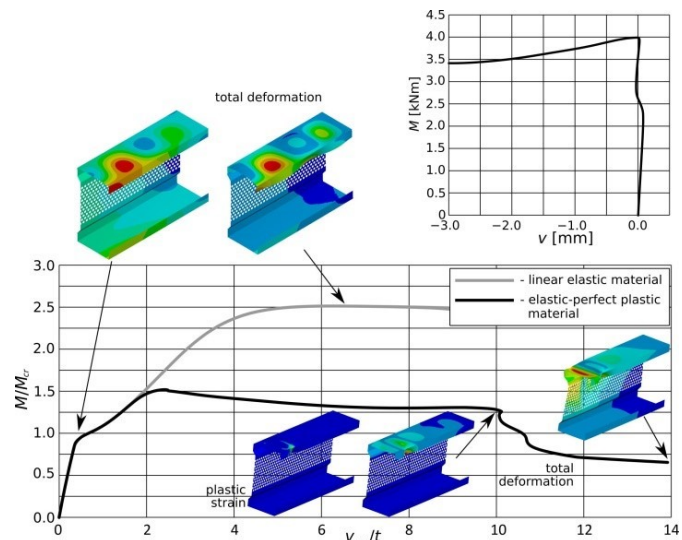 total deformation
M [kNm]
4.5
4.0
3.5
3.0
2.5
2.0
1.5
1.0
0.5
0
−3.0
−2.0
−1.0
0.0
v [mm]
3.0
2.5
2.0
1.5
1.0
0.5
0.0
M/Mcr
- linear elastic material
- elastic-perfect plastic
material
plastic
strain
total
deformation
0
2
4
6
8
10
12
14
v /t